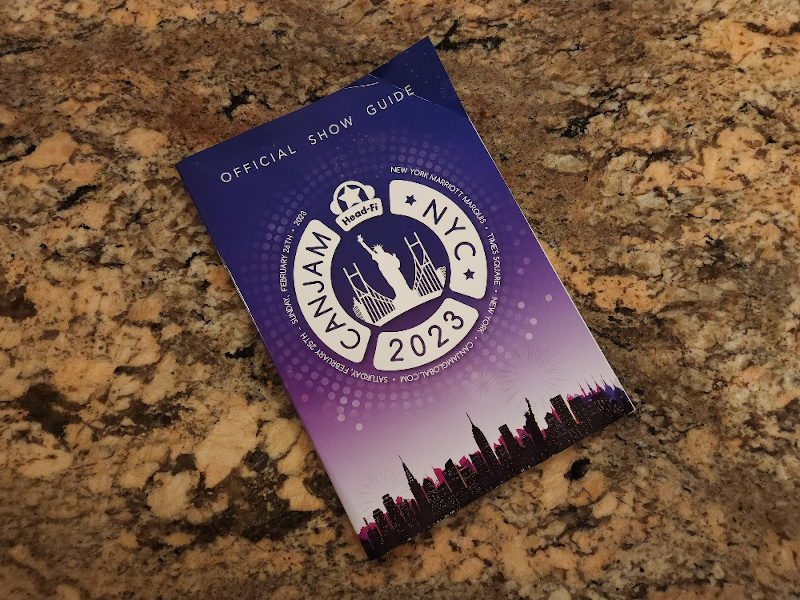 OFFICIAL SHOW GUIDE
Head-Fi
CANJAM
NYC
2023
NEW YORK MARRIOTT MARQUIS • TIMES SQUARE • NEW YORK • CANJAMGLOBAL.COM • SATURDAY, FEBRUARY 25TH - SUNDAY, FEBRUARY 26TH • 2023